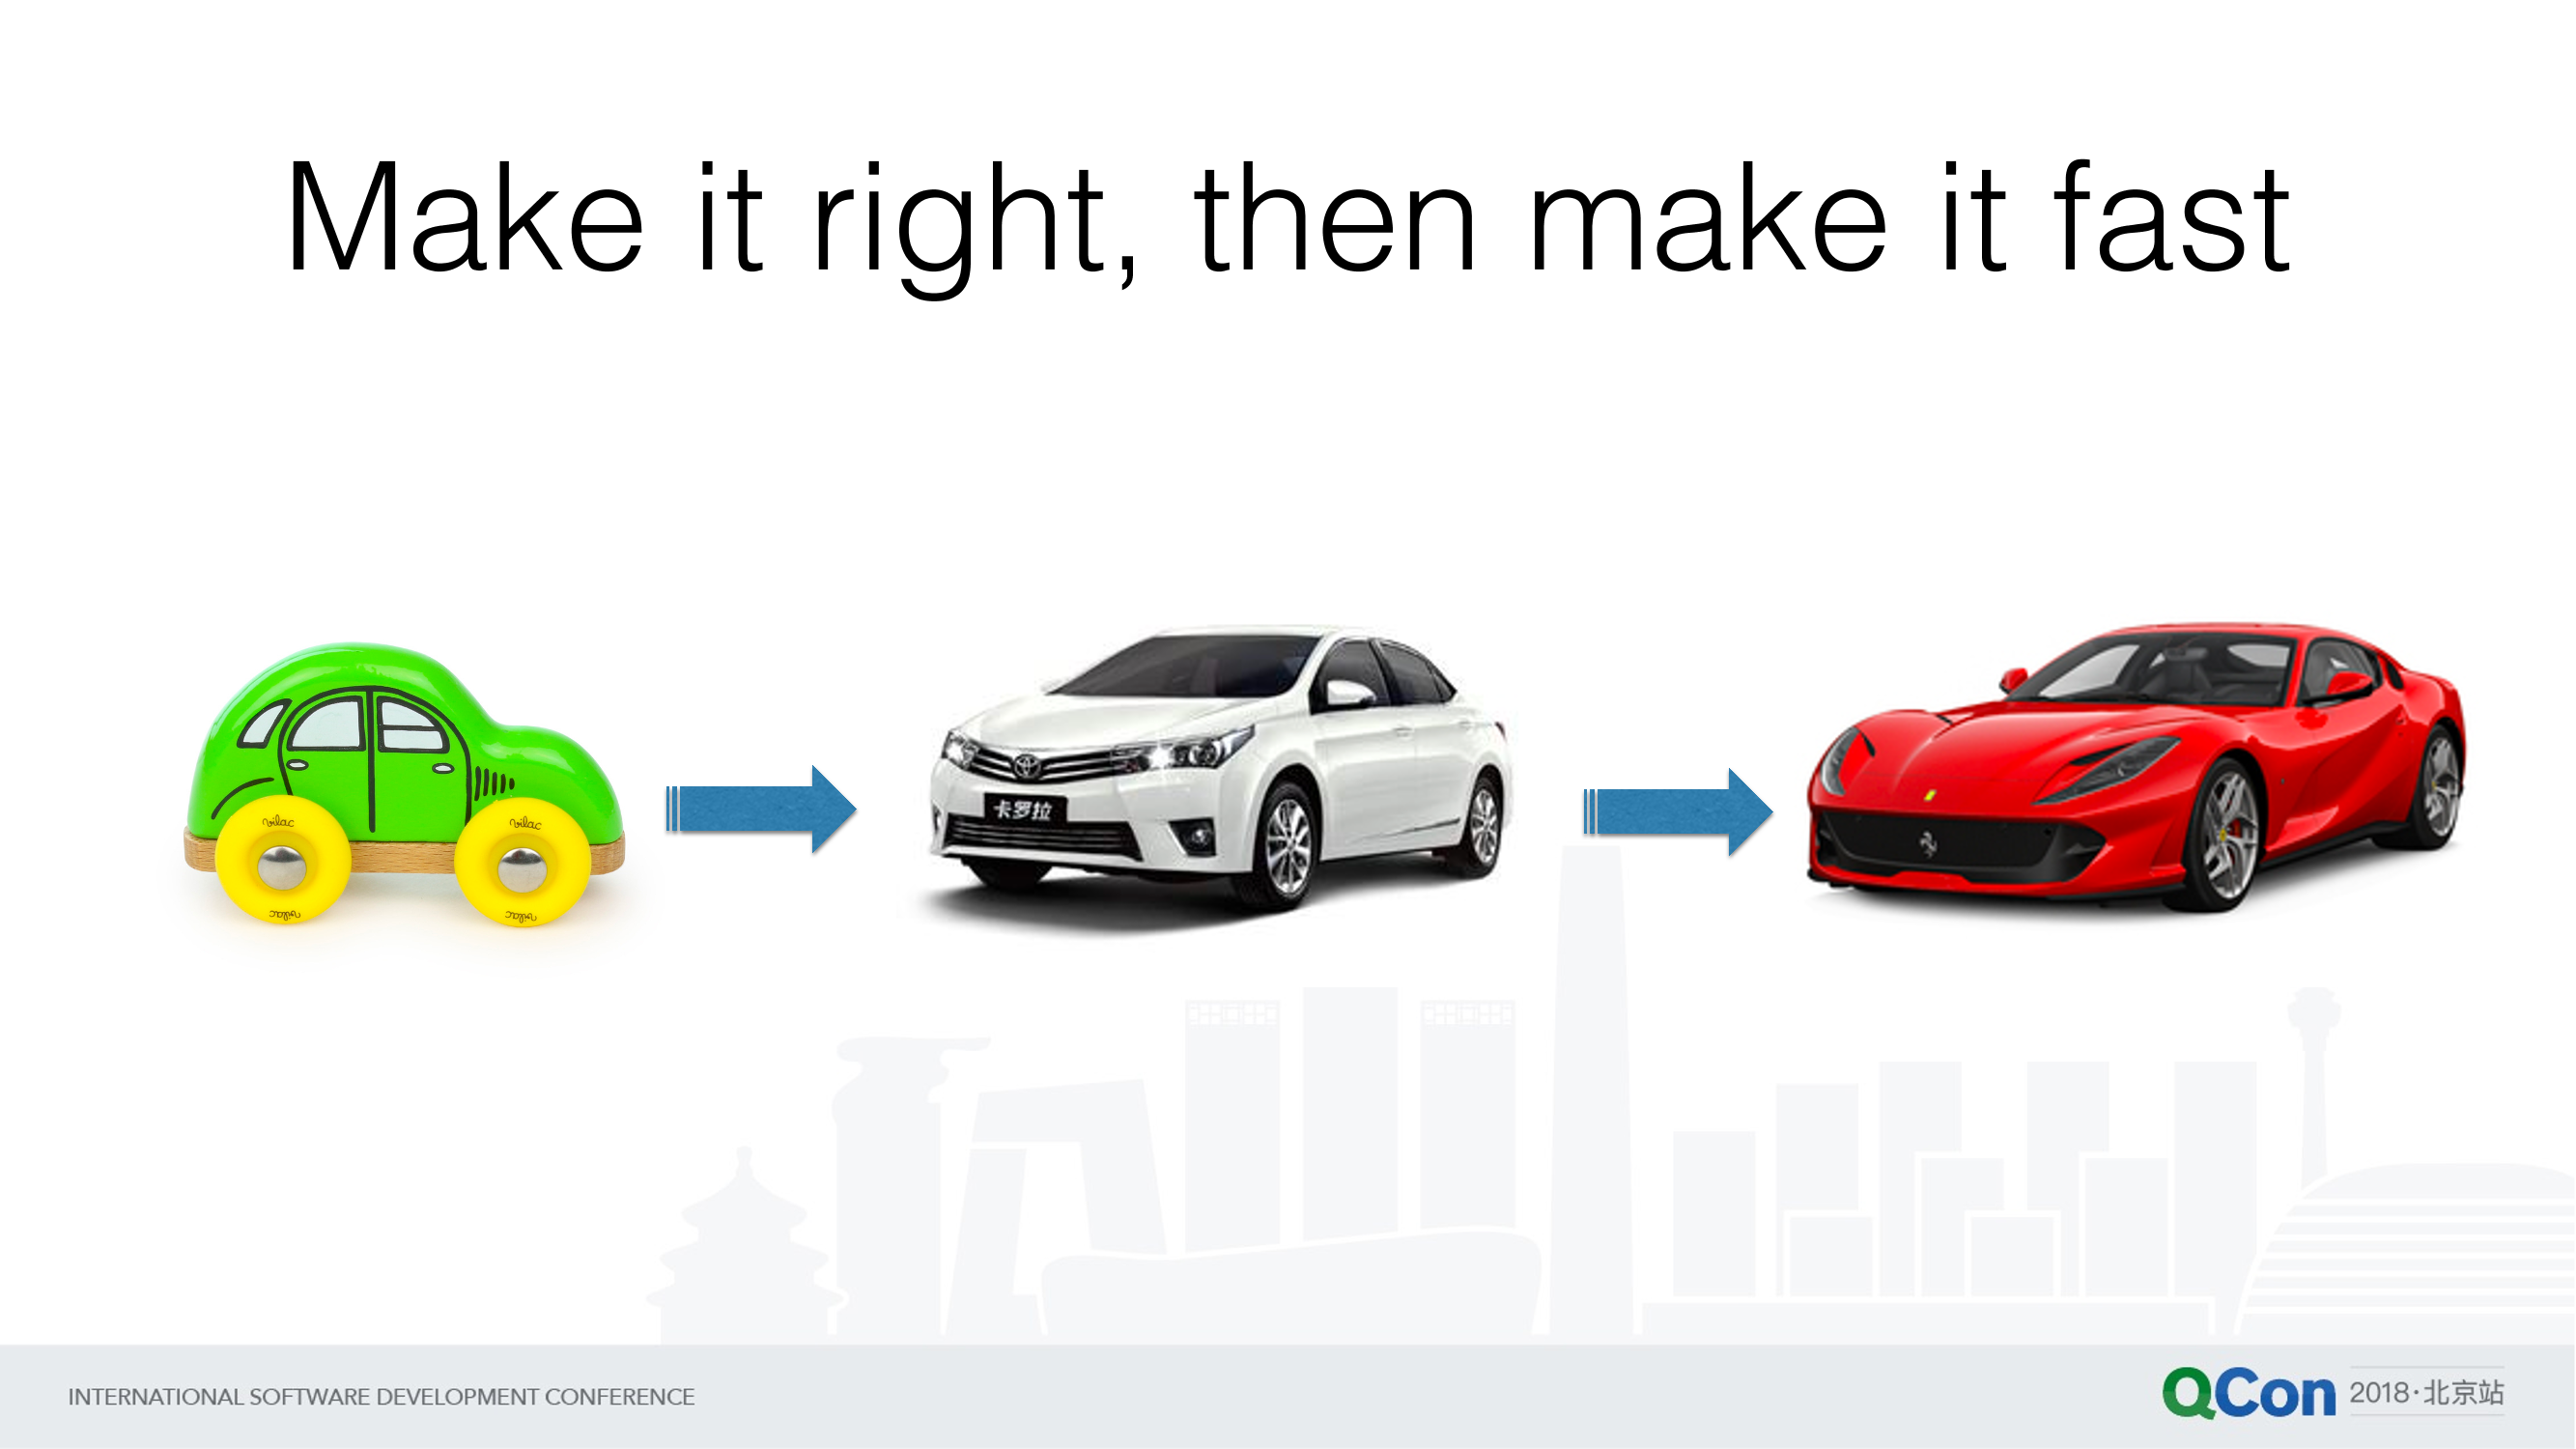 Make it right, then make it fast
vilac
vilac
卡罗拉
vilac
vilac
INTERNATIONAL SOFTWARE DEVELOPMENT CONFERENCE
QCon 2018·北京站